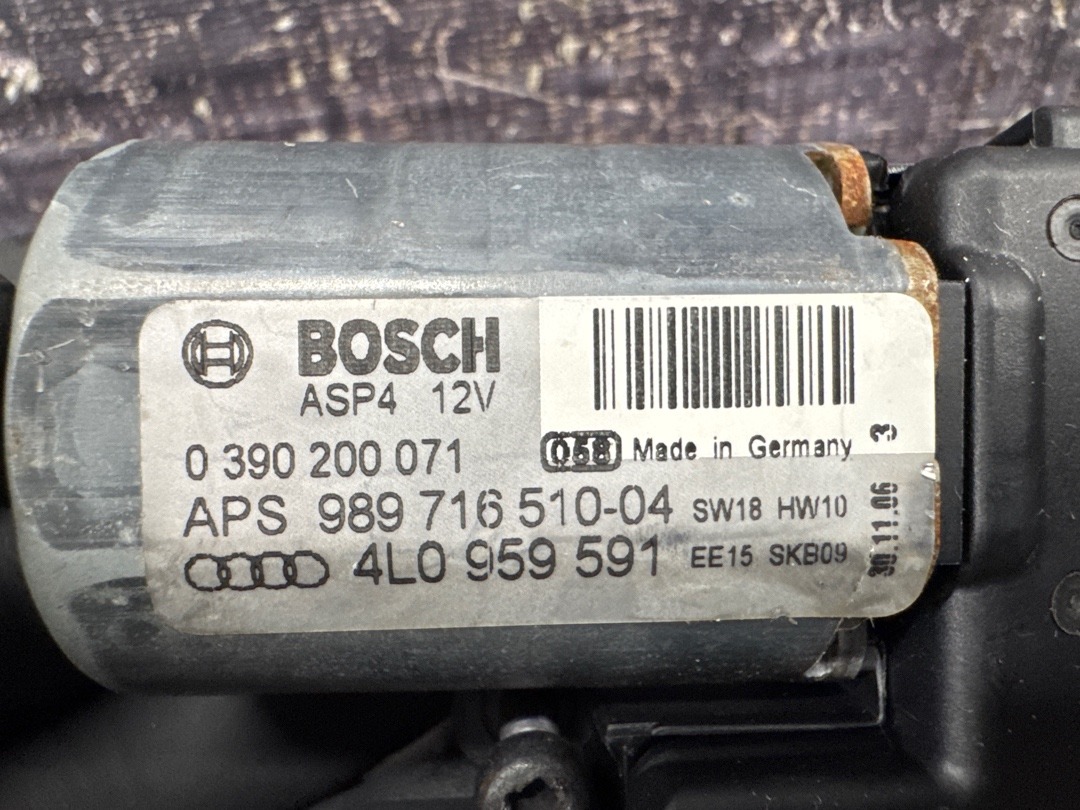 BOSCH
ASP4 12V
0 390 200 071
058 Made in Germany
3
APS 989 716 510-04 SW18 HW10
4L0 959 591 EE15 SKB09
30.11.06